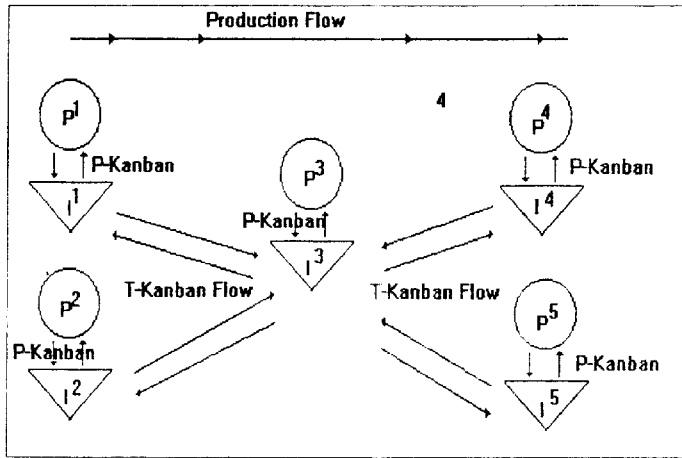 Production Flow
P1
P-Kanban
I1
P3
P-Kanban
I3
4
P4
P-Kanban
I4
T-Kanban Flow
T-Kanban Flow
P2
P-Kanban
I2
P5
P-Kanban
I5